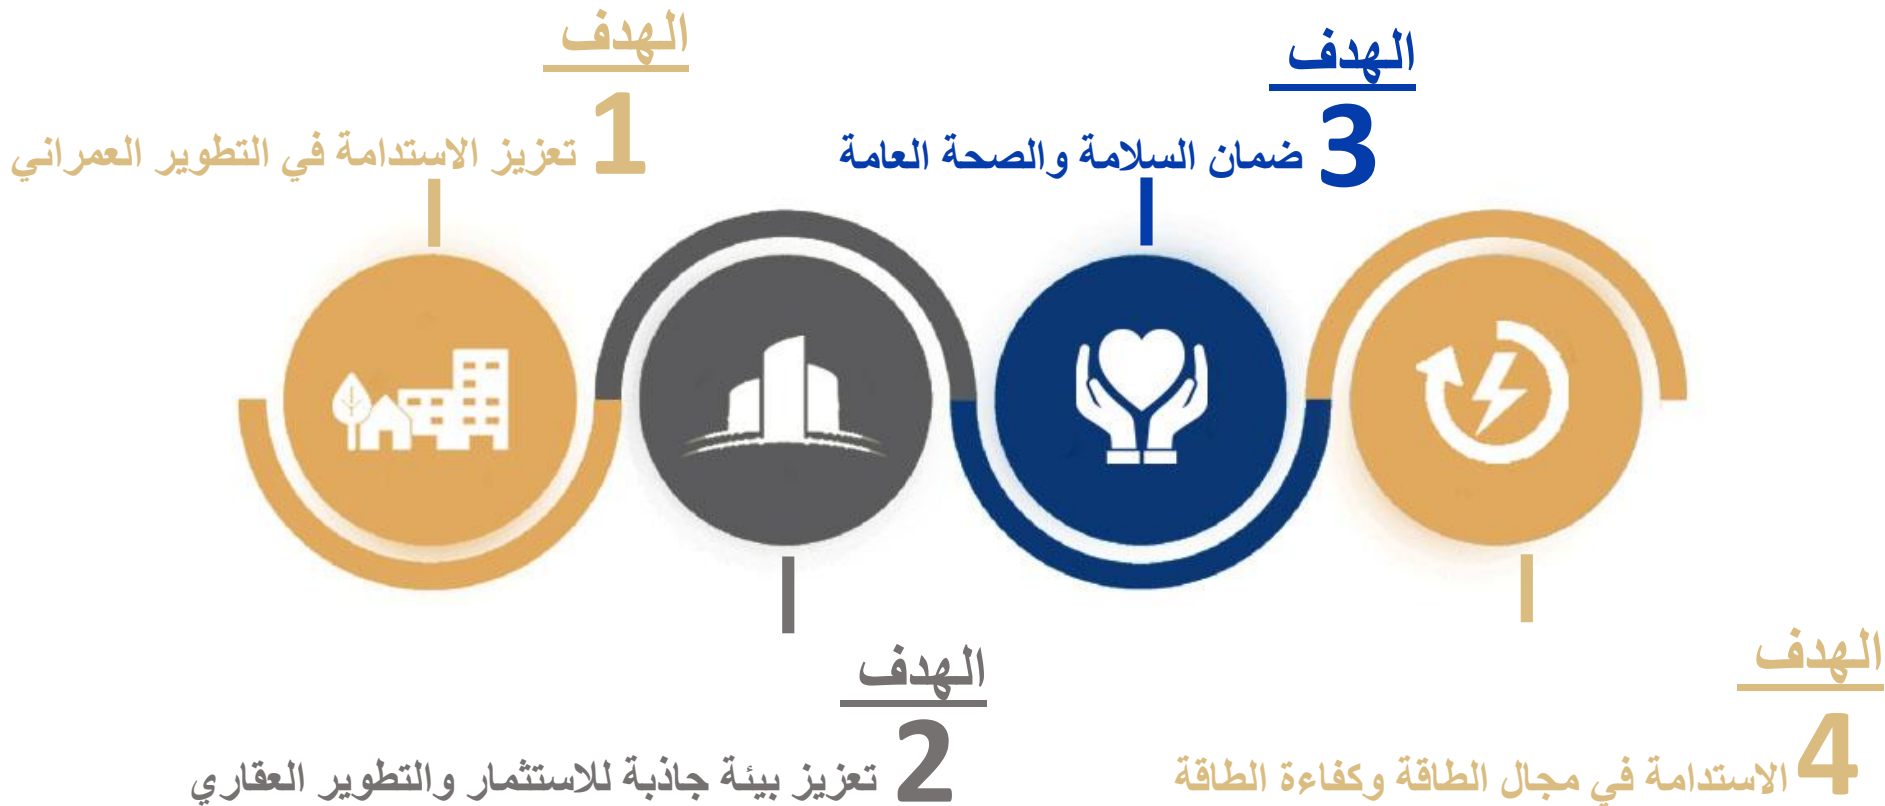 الهدف
1
تعزيز الاستدامة في التطوير العمراني
الهدف
2
تعزيز بيئة جاذبة للاستثمار والتطوير العقاري
الهدف
3
ضمان السلامة والصحة العامة
الهدف
4
الاستدامة في مجال الطاقة وكفاءة الطاقة